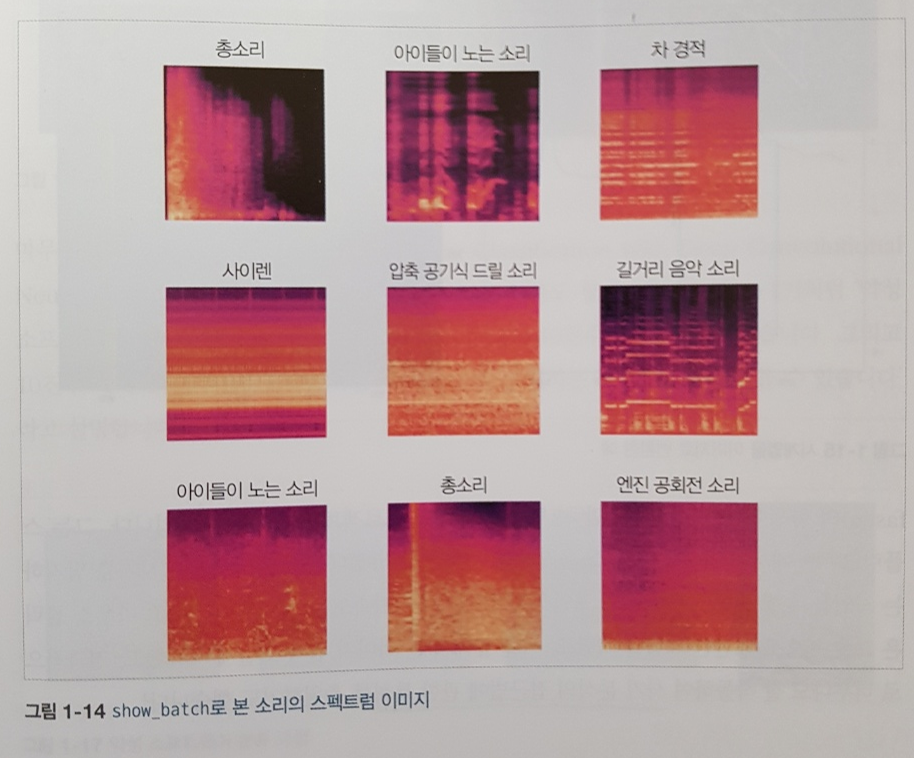 총소리
아이들이 노는 소리
차 경적
사이렌
압축 공기식 드릴 소리
길거리 음악 소리
아이들이 노는 소리
총소리
엔진 공회전 소리
그림 1-14 show_batch로 본 소리의 스펙트럼 이미지